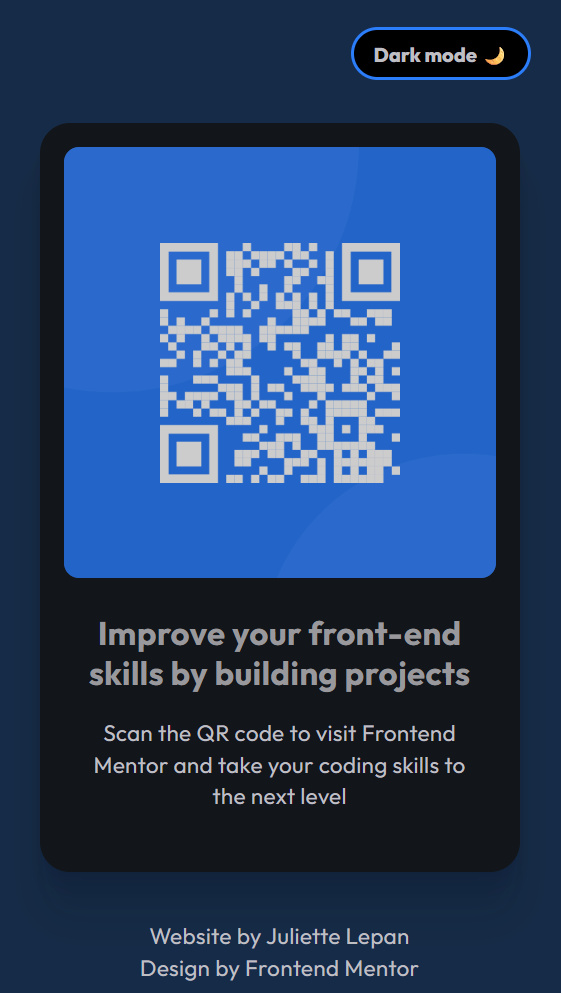 Dark mode 🌙
Improve your front-end
skills by building projects
Scan the QR code to visit Frontend
Mentor and take your coding skills to
the next level
Website by Juliette Lepan
Design by Frontend Mentor